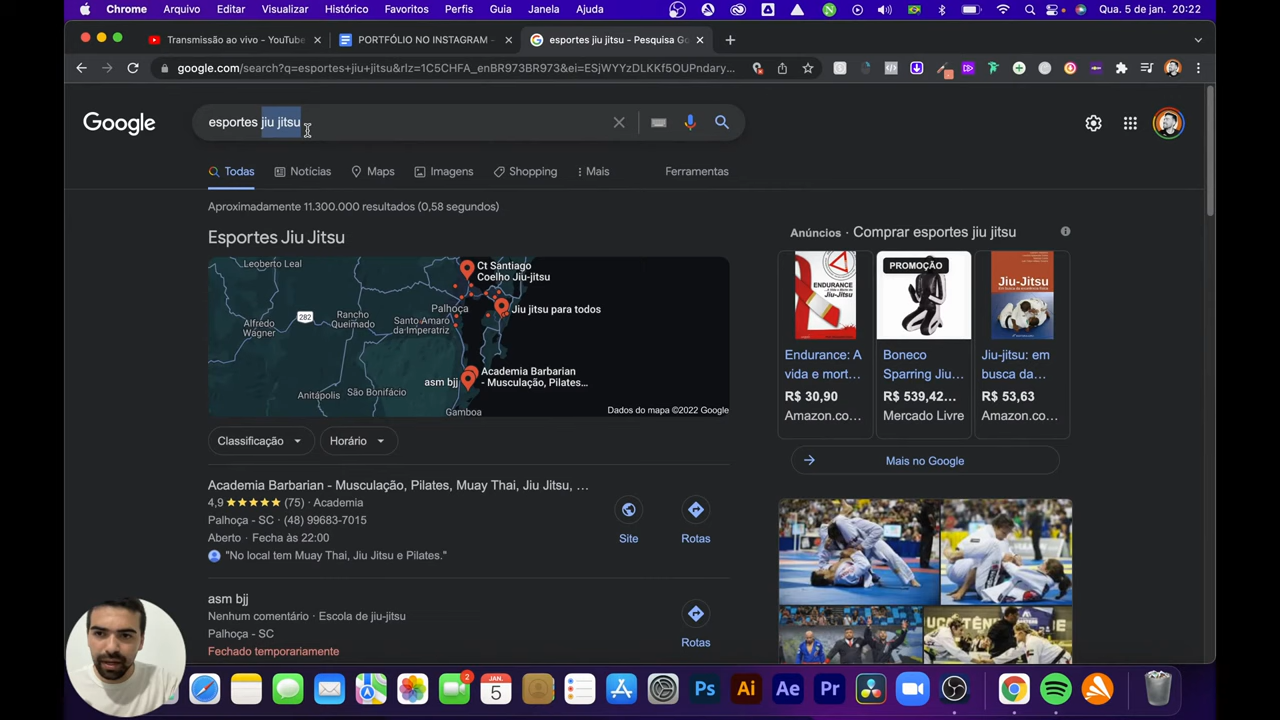 Chrome Arquivo Editar Visualizar Histórico Favoritos Perfis Guia Janela Ajuda Qua. 5 de jan. 20:22
Transmissão ao vivo - YouTube
PORTFÓLIO NO INSTAGRAM -
esportes jiu jitsu - Pesquisa Go
google.com/search?q=esportes+jiu+jitsu&rlz=1C5CHFA_enBR973BR973&ei=ESjWYYzDLKKf5OUPndary...
Google
esportes jiu jitsu
Todas Notícias Maps Imagens Shopping Mais Ferramentas
Aproximadamente 11.300.000 resultados (0,58 segundos)
Esportes Jiu Jitsu
Leoberto Leal
Ct Santiago
Coelho Jiu-jitsu
Palhoça
Jiu jitsu para todos
282
Rancho
Queimado
Alfredo
Wagner
Santo Amaro
da Imperatriz
Academia Barbarian
- Musculação, Pilates...
asm bjj
Anitápolis
São Bonifácio
Gamboa
Dados do mapa ©2022 Google
Classificação Horário
Academia Barbarian - Musculação, Pilates, Muay Thai, Jiu Jitsu, ...
4,9 ★★★★★ (75) · Academia
Palhoça - SC · (48) 99683-7015
Aberto · Fecha às 22:00
"No local tem Muay Thai, Jiu Jitsu e Pilates."
Site Rotas
asm bjj
Nenhum comentário · Escola de jiu-jitsu
Palhoça - SC
Fechado temporariamente
Rotas
Anúncios · Comprar esportes jiu jitsu
ENDURANCE
Jiu-Jitsu
PROMOÇÃO
Jiu-Jitsu
Endurance: A
vida e mort...
R$ 30,90
Amazon.co...
Boneco
Sparring Jiu...
R$ 539,42...
Mercado Livre
Jiu-jitsu: em
busca da...
R$ 53,63
Amazon.co...
Mais no Google
2
JAN.
5
Ps Ai Ae Pr